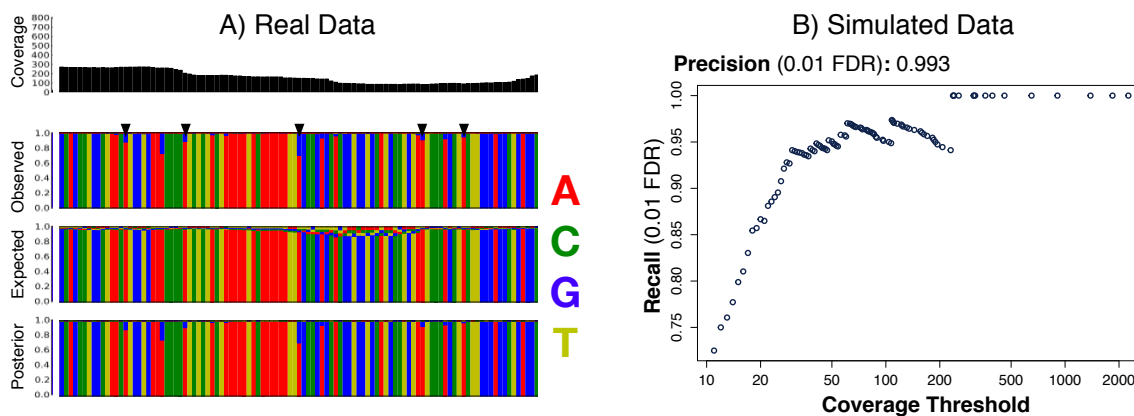 A) Real Data
Coverage
800
700
600
500
400
300
200
100
0
Observed
1.0
0.8
0.6
0.4
0.2
0.0
Expected
1.0
0.8
0.6
0.4
0.2
0.0
Posterior
1.0
0.8
0.6
0.4
0.2
0.0
A
C
G
T
B) Simulated Data
Precision (0.01 FDR): 0.993
Recall (0.01 FDR)
1.00
0.95
0.90
0.85
0.80
0.75
10 20 50 100 200 500 1000 2000
Coverage Threshold